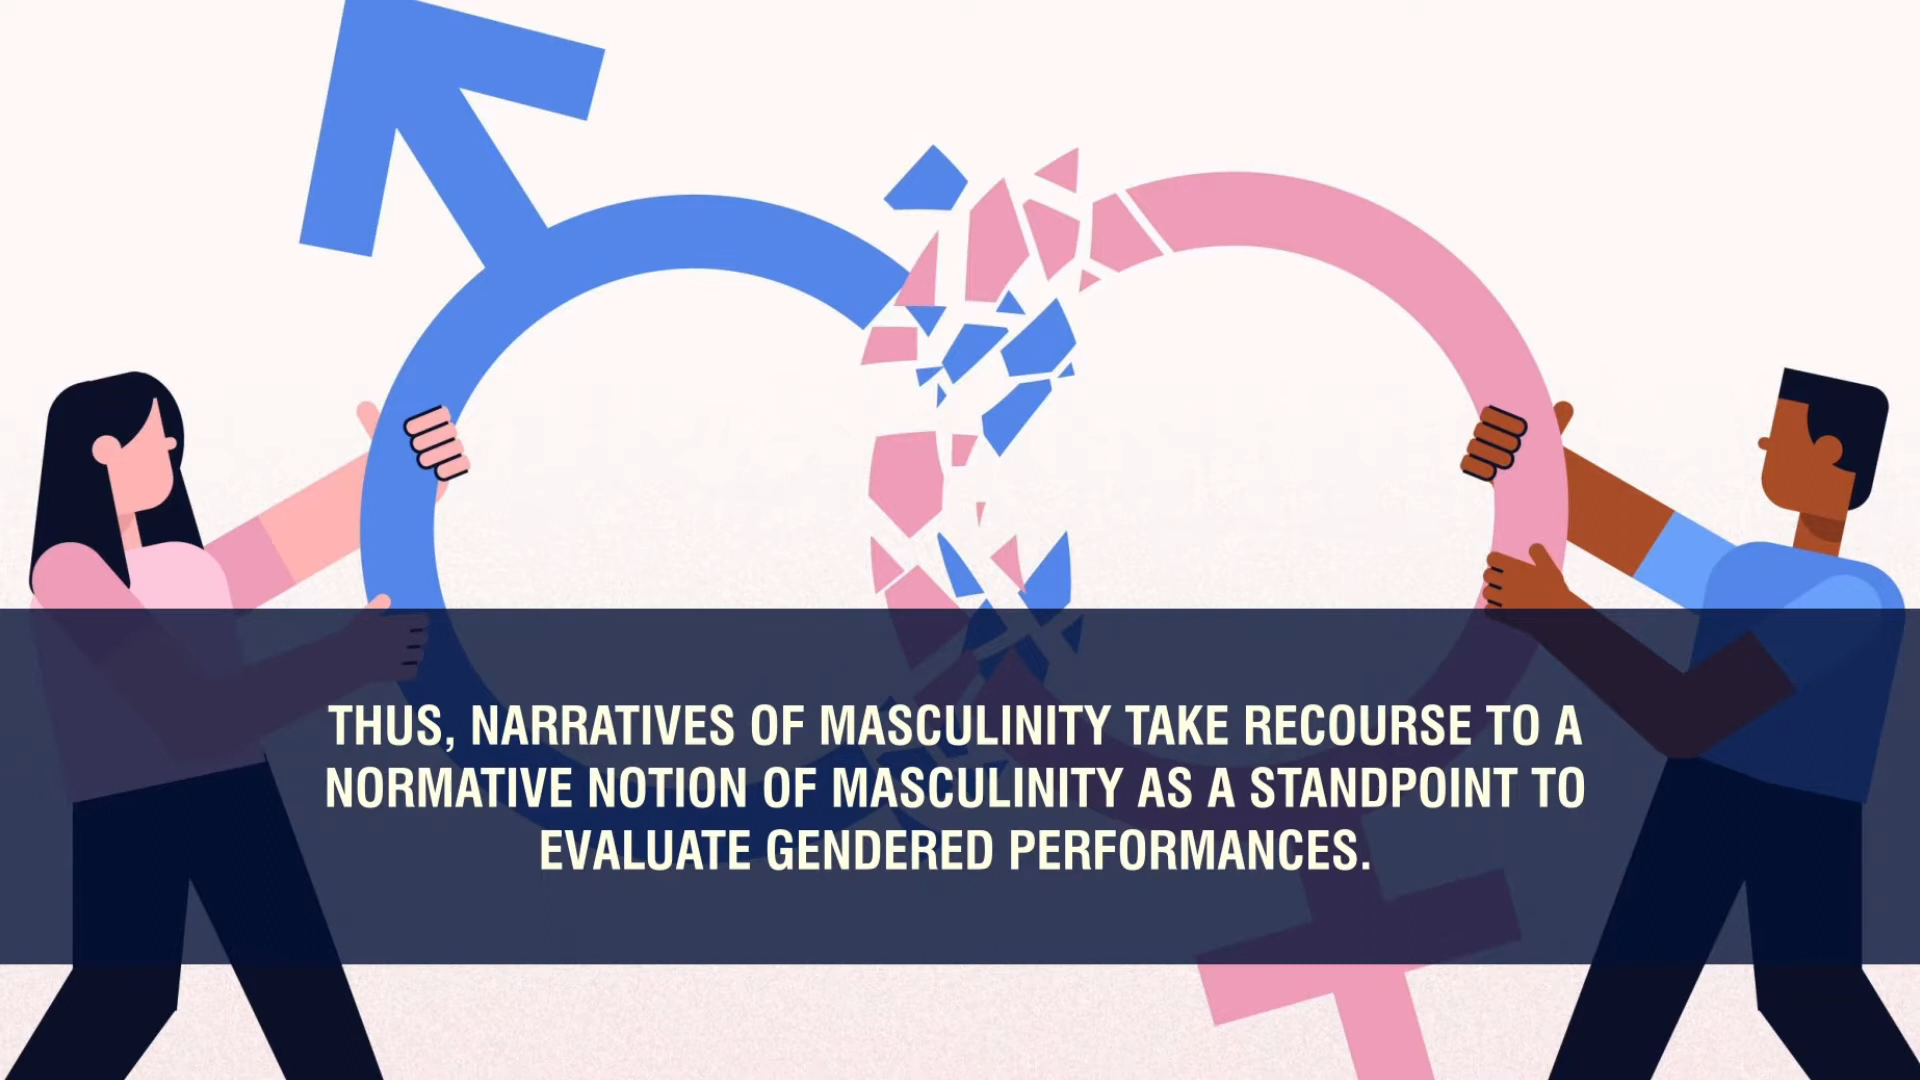 THUS, NARRATIVES OF MASCULINITY TAKE RECOURSE TO A
NORMATIVE NOTION OF MASCULINITY AS A STANDPOINT TO
EVALUATE GENDERED PERFORMANCES.